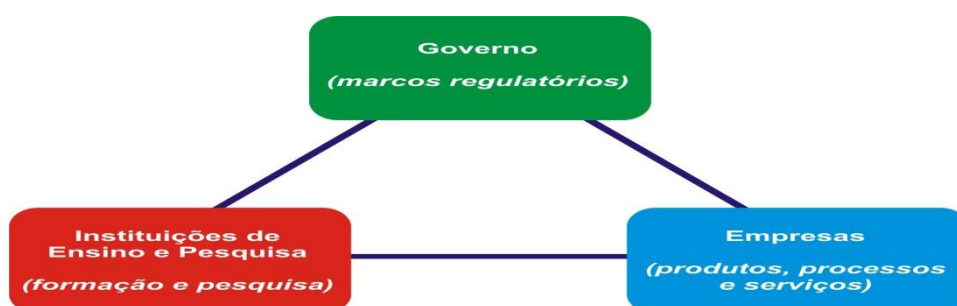 Governo
(marcos regulatórios)
Instituições de
Ensino e Pesquisa
(formação e pesquisa)
Empresas
(produtos, processos
e serviços)